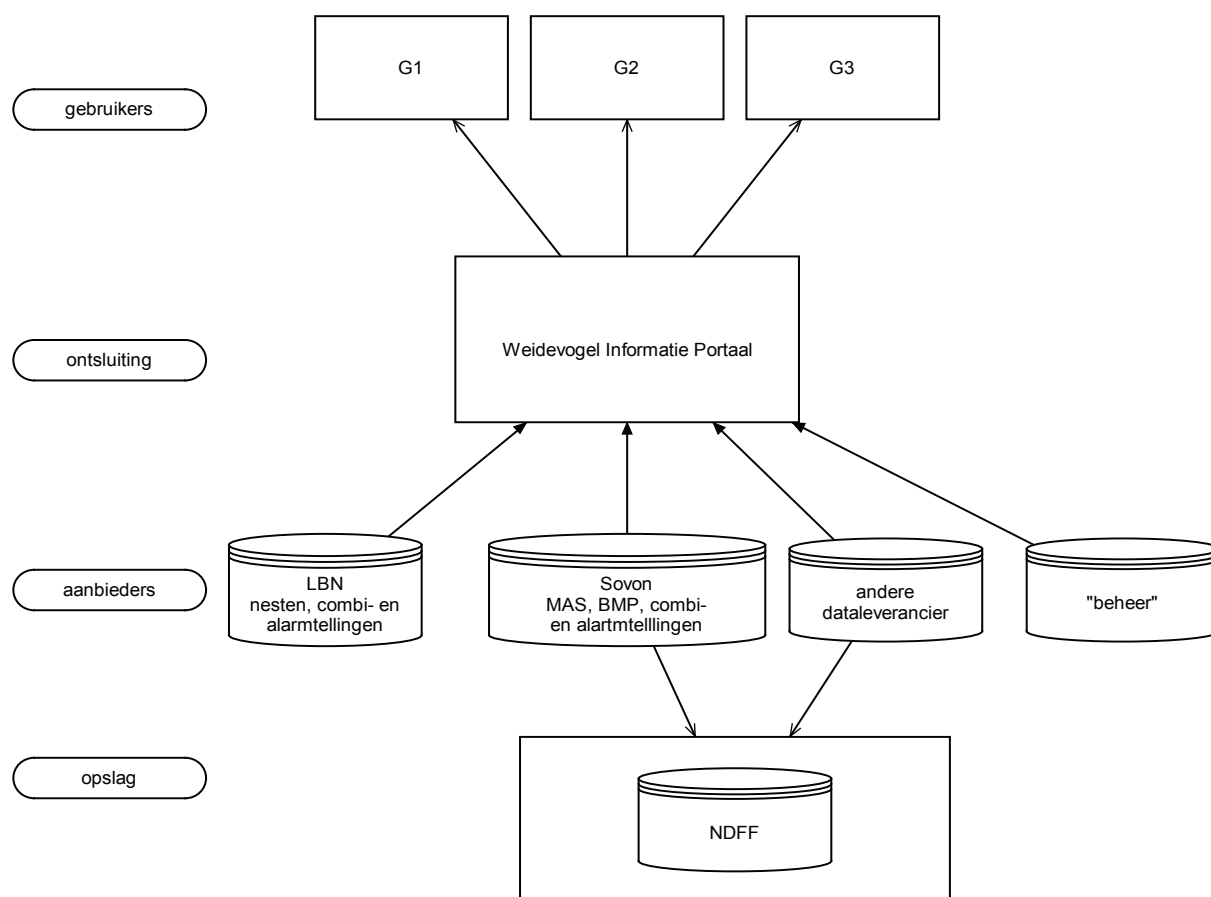 G1
G2
G3
gebruikers
ontsluiting
Weidevogel Informatie Portaal
aanbieders
LBN
nesten, combi- en
alarmtellingen
Sovon
MAS, BMP, combi-
en alartmtelllingen
andere
dataleverancier
"beheer"
opslag
NDFF